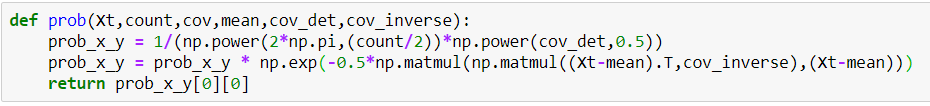 def prob(Xt,count,cov,mean,cov_det,cov_inverse):
    prob_x_y = 1/(np.power(2*np.pi,(count/2))*np.power(cov_det,0.5))
    prob_x_y = prob_x_y * np.exp(-0.5*np.matmul(np.matmul((Xt-mean).T,cov_inverse),(Xt-mean)))
    return prob_x_y[0][0]